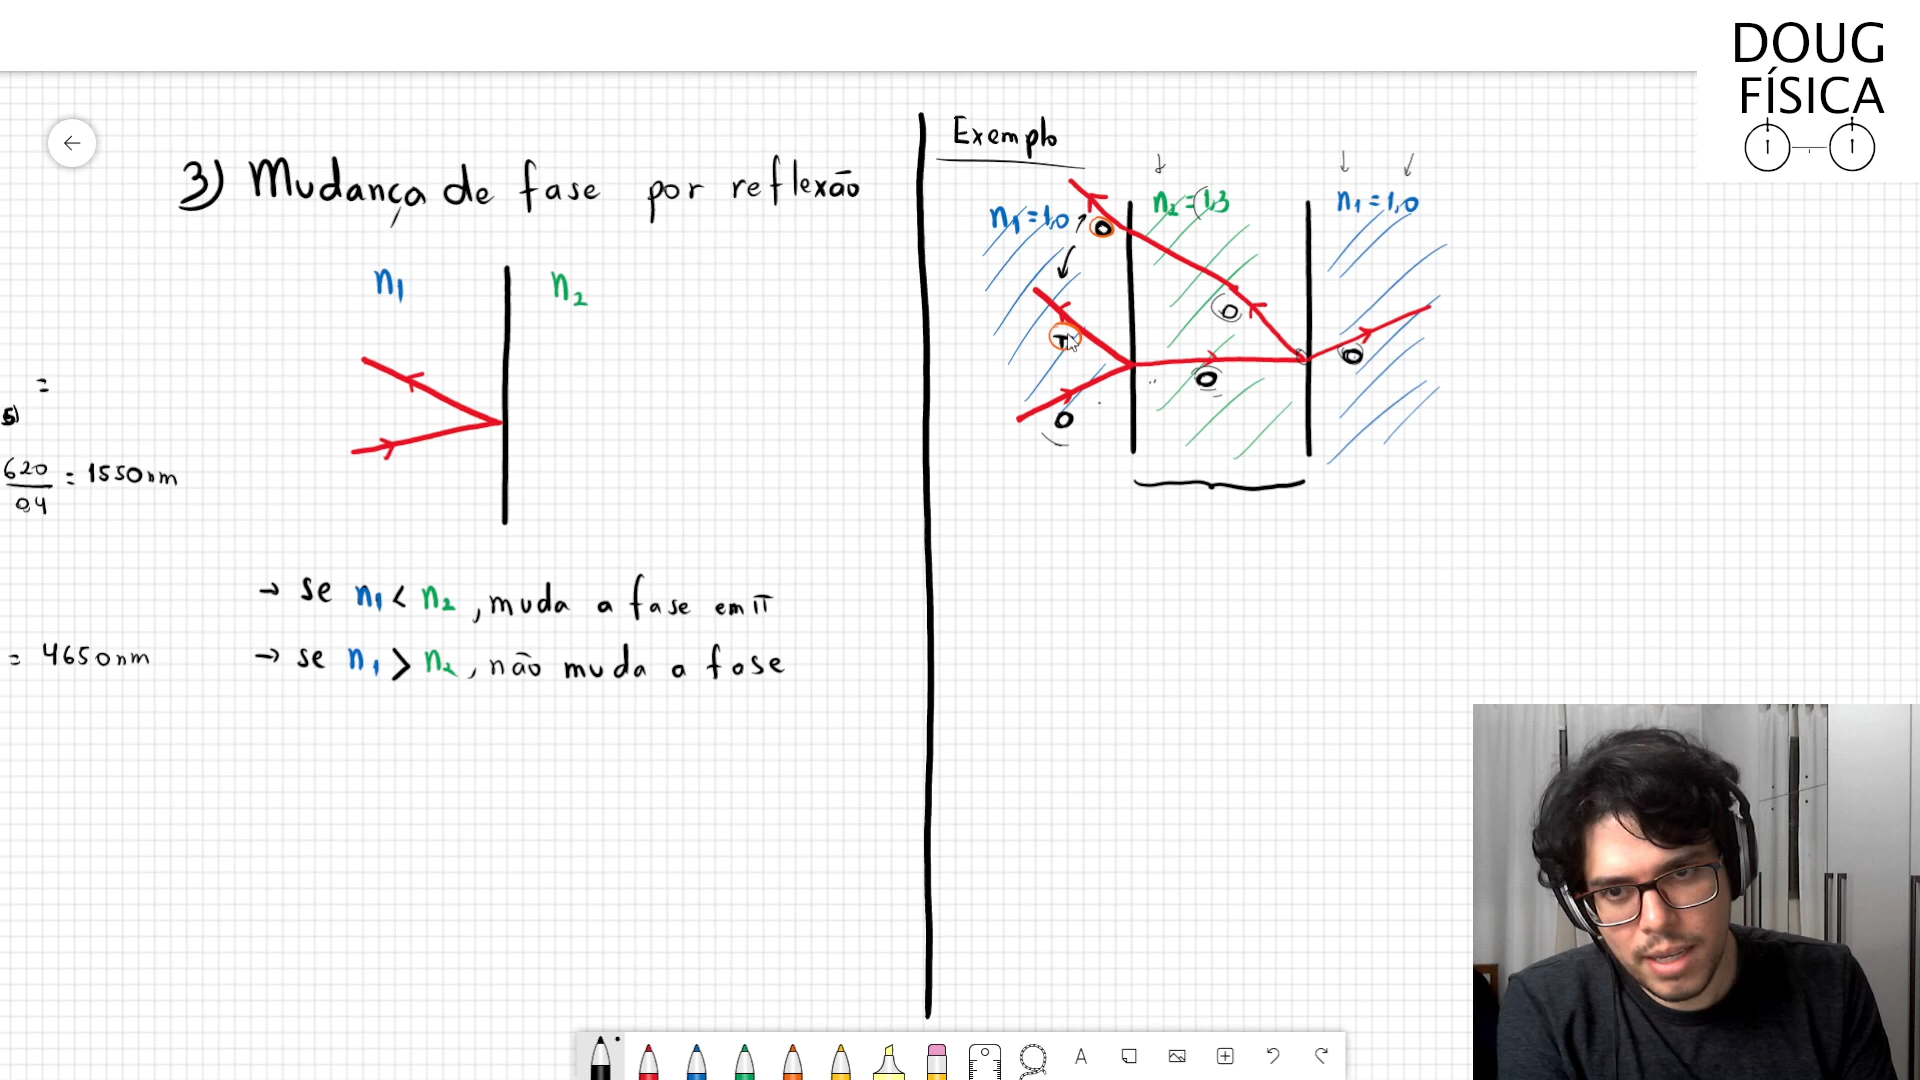 DOUG
FÍSICA
3) Mudança de fase por reflexão
n1
n2
=
5)
620
04
= 1550nm
→ se n1 < n2, muda a fase em π
→ se n1 > n2, não muda a fase
= 4650nm
Exemplo
n1 = 1,0
n2 = 1,3
n1 = 1,0
0
π
0
0
0
0
A